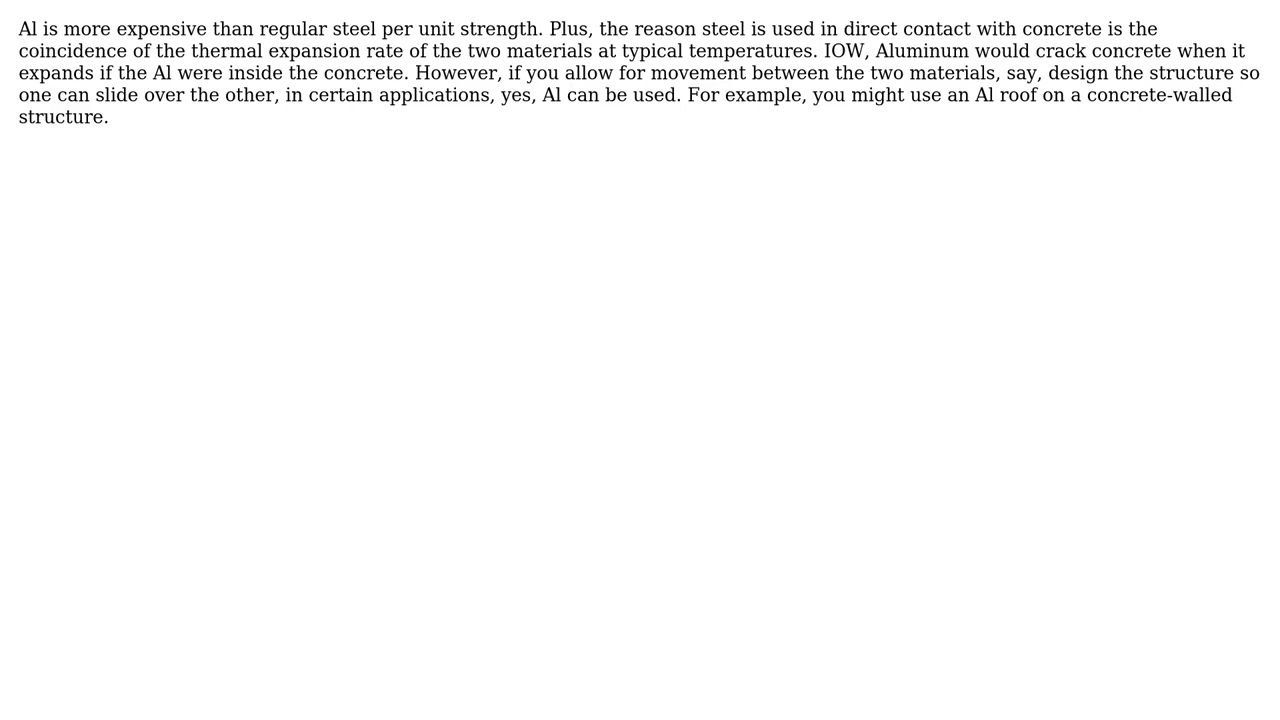 Al is more expensive than regular steel per unit strength. Plus, the reason steel is used in direct contact with concrete is the
coincidence of the thermal expansion rate of the two materials at typical temperatures. IOW, Aluminum would crack concrete when it
expands if the Al were inside the concrete. However, if you allow for movement between the two materials, say, design the structure so
one can slide over the other, in certain applications, yes, Al can be used. For example, you might use an Al roof on a concrete-walled
structure.